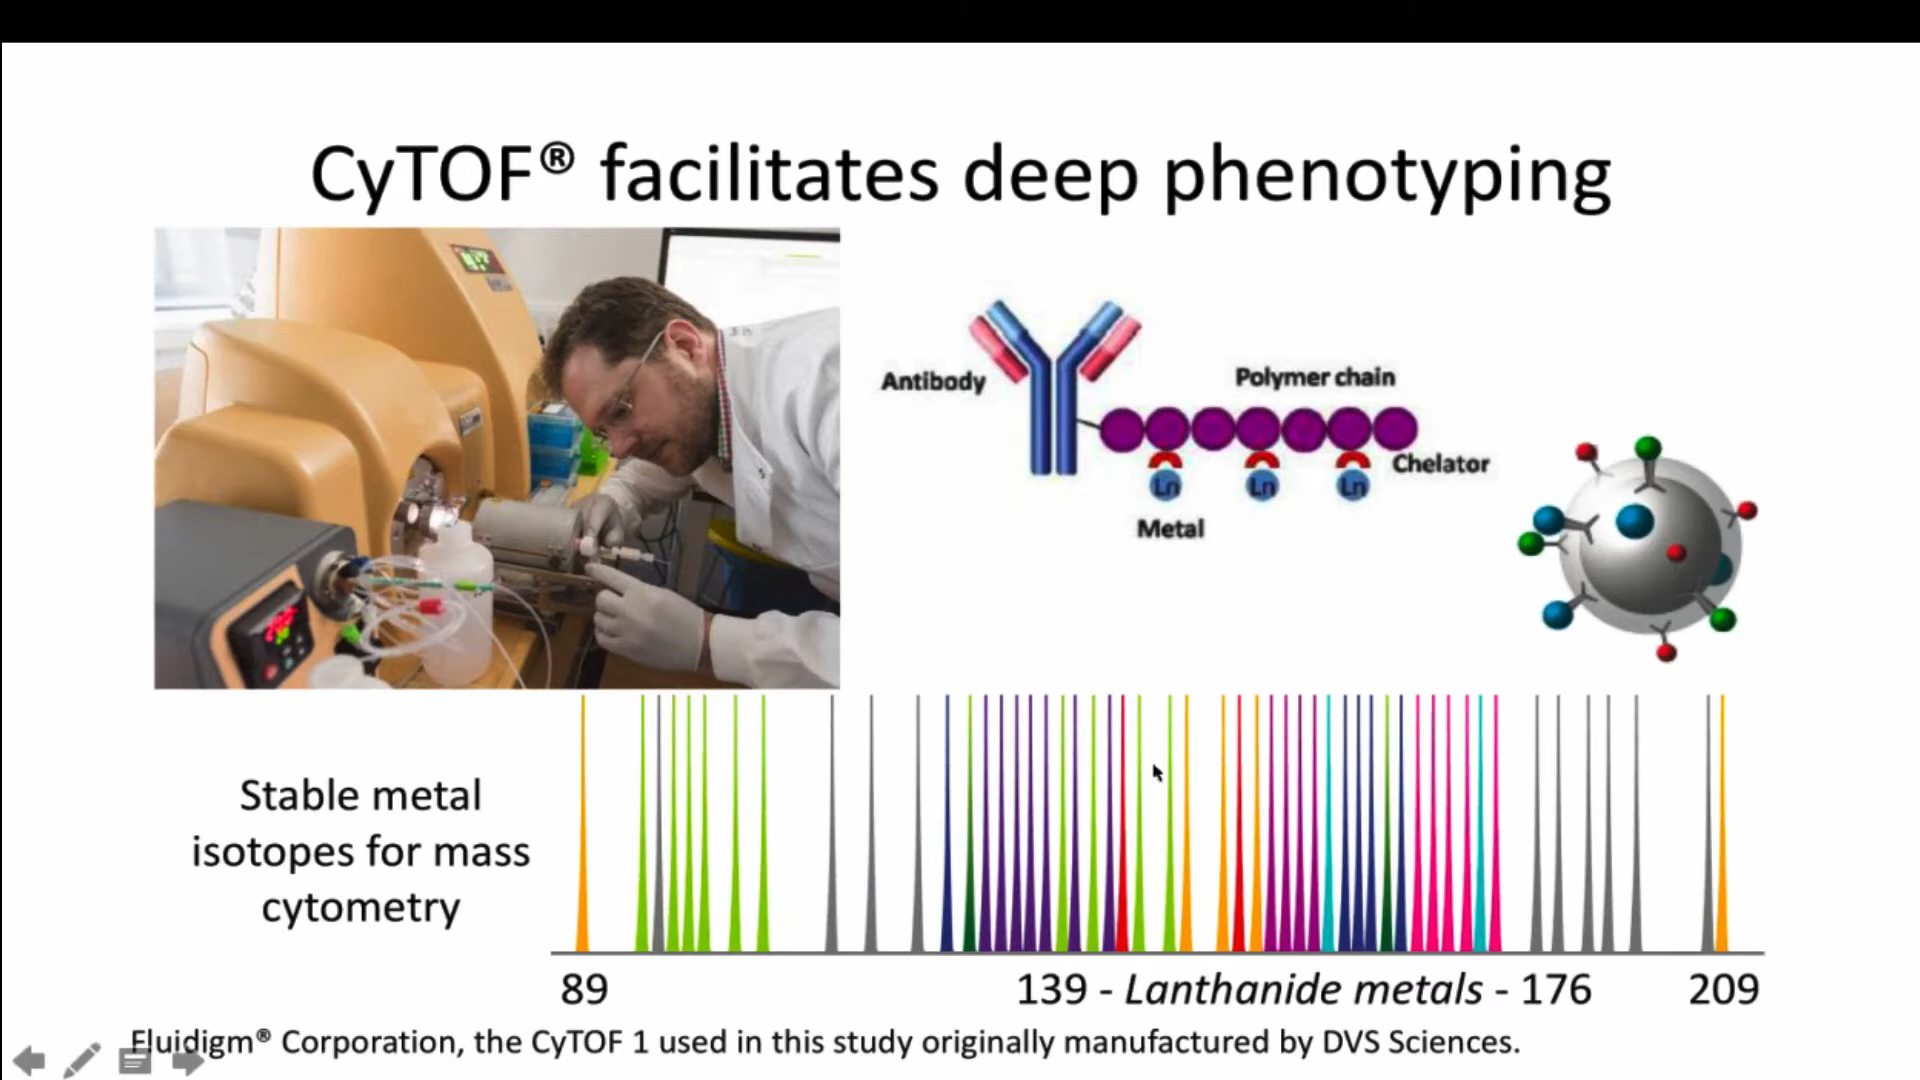 CyTOF® facilitates deep phenotyping
Antibody
Polymer chain
Chelator
Ln
Ln
Ln
Metal
Stable metal
isotopes for mass
cytometry
89
139 - Lanthanide metals - 176
209
Fluidigm® Corporation, the CyTOF 1 used in this study originally manufactured by DVS Sciences.